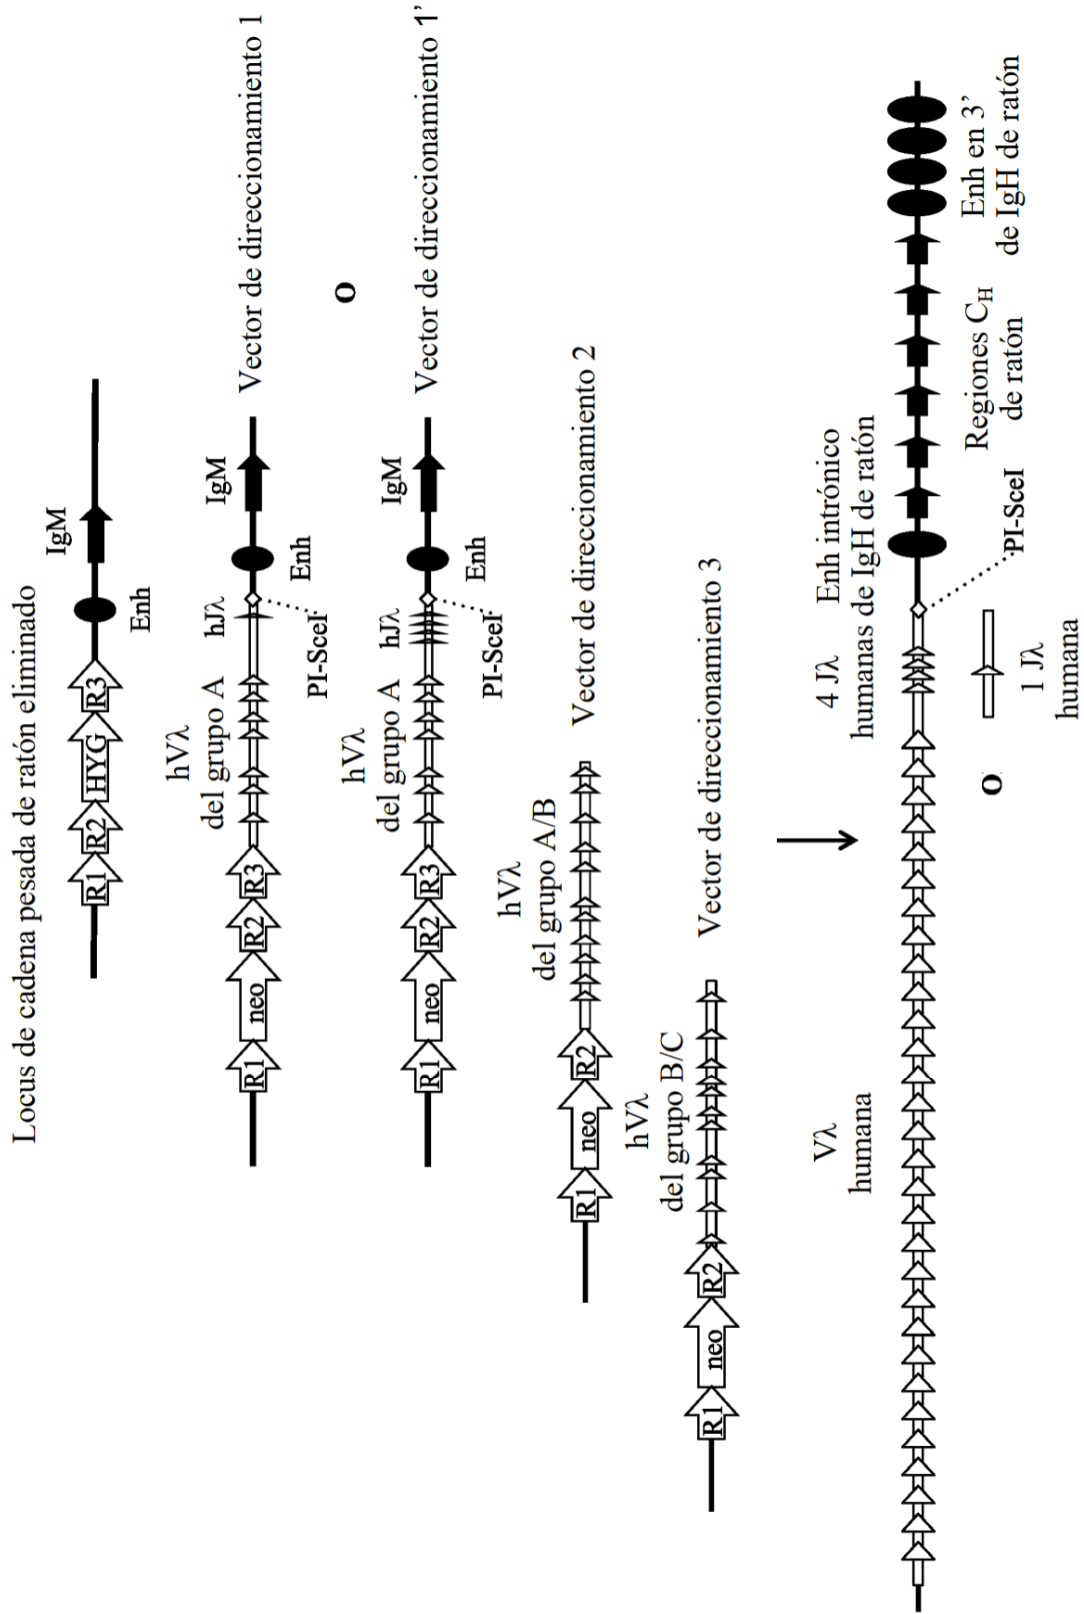 Locus de cadena pesada de ratón eliminado
IgM
R1
R2
HYG
R3
Enh
hVλ
del grupo A
hJλ
IgM
R1
neo
R2
R3
PI-SceI
Enh
Vector de direccionamiento 1
o
hVλ
del grupo A
hJλ
IgM
R1
neo
R2
R3
PI-SceI
Enh
Vector de direccionamiento 1’
hVλ
del grupo A/B
R1
neo
R2
Vector de direccionamiento 2
hVλ
del grupo B/C
R1
neo
R2
Vector de direccionamiento 3
Vλ
humana
4 Jλ
humanas
Enh intrónico
de IgH de ratón
PI-SceI
Regiones CH
de ratón
Enh en 3’
de IgH de ratón
o
1 Jλ
humana